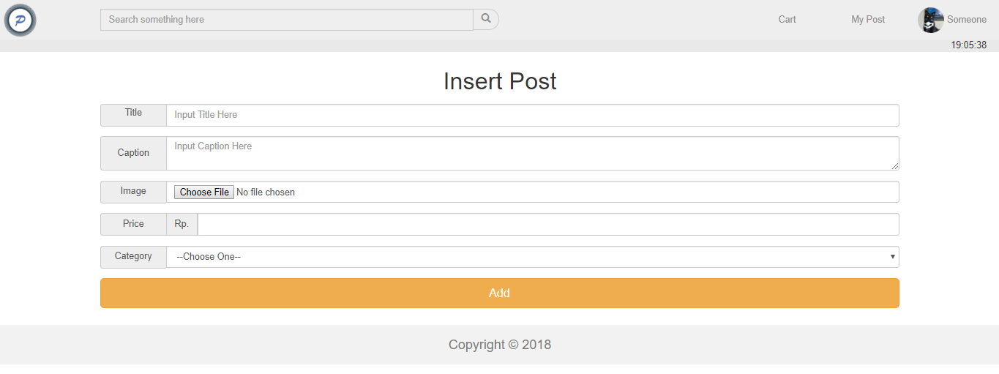 P
Search something here
Cart
My Post
Someone
19:05:38
Insert Post
Title
Input Title Here
Caption
Input Caption Here
Image
Choose File No file chosen
Price
Rp.
Category
--Choose One--
Add
Copyright © 2018